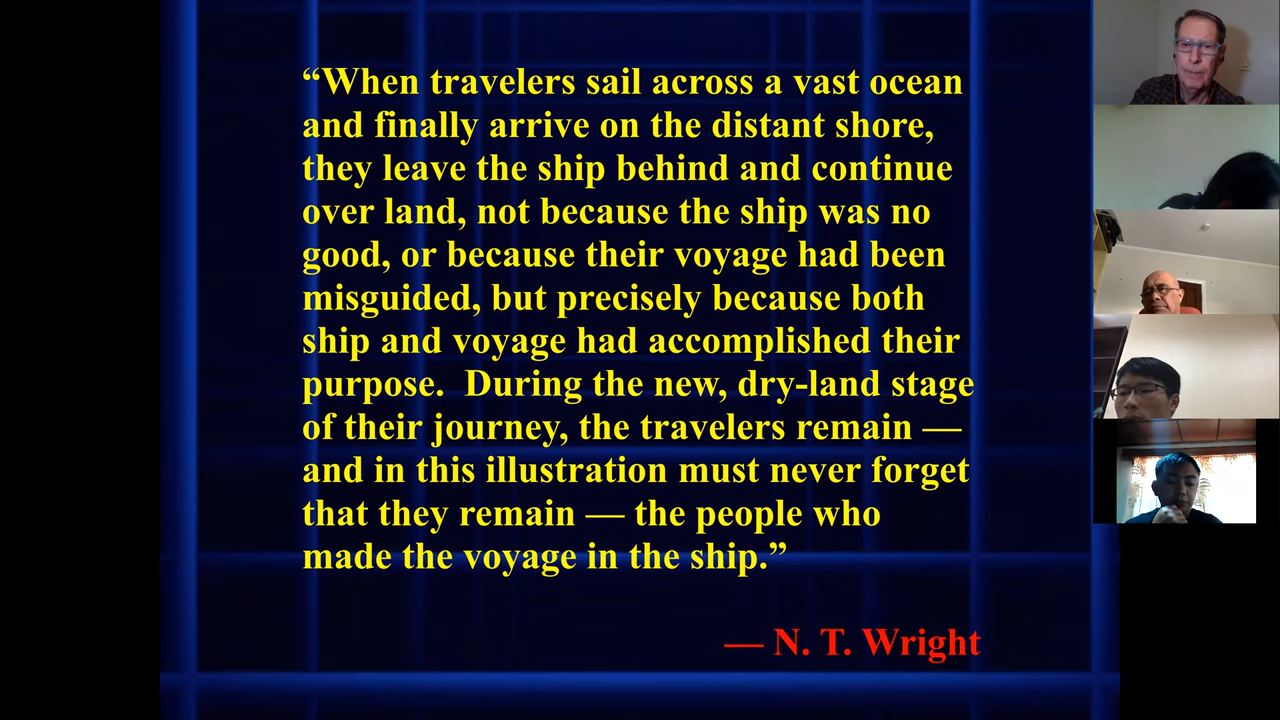 “When travelers sail across a vast ocean
and finally arrive on the distant shore,
they leave the ship behind and continue
over land, not because the ship was no
good, or because their voyage had been
misguided, but precisely because both
ship and voyage had accomplished their
purpose.  During the new, dry-land stage
of their journey, the travelers remain —
and in this illustration must never forget
that they remain — the people who
made the voyage in the ship.”
— N. T. Wright